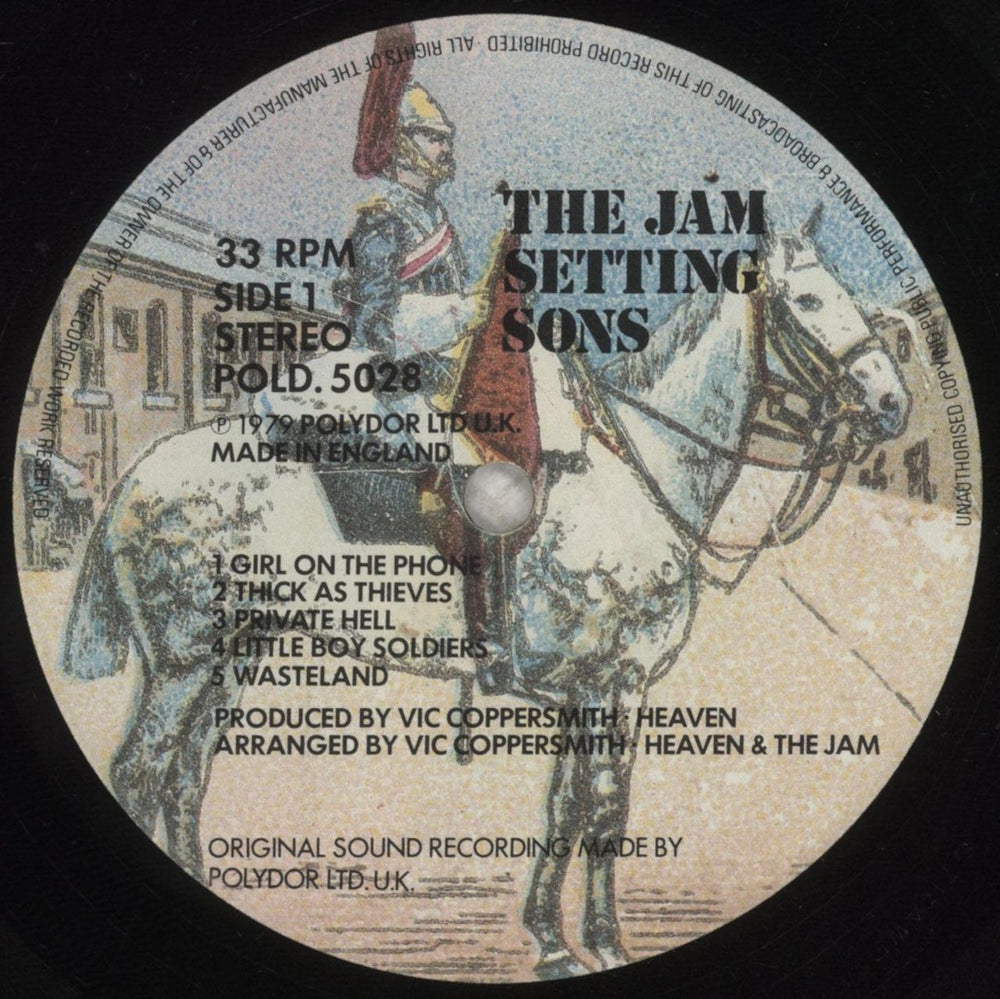 THE JAM
SETTING
SONS
33 RPM
SIDE 1
STEREO
POLD. 5028
Ⓟ 1979 POLYDOR LTD U.K.
MADE IN ENGLAND
1 GIRL ON THE PHONE
2 THICK AS THIEVES
3 PRIVATE HELL
4 LITTLE BOY SOLDIERS
5 WASTELAND
PRODUCED BY VIC COPPERSMITH · HEAVEN
ARRANGED BY VIC COPPERSMITH · HEAVEN & THE JAM
ORIGINAL SOUND RECORDING MADE BY
POLYDOR LTD. U.K.
UNAUTHORISED COPYING PUBLIC PERFORMANCE & BROADCASTING OF THIS RECORD PROHIBITED · ALL RIGHTS OF THE MANUFACTURER & OF THE OWNER OF THE RECORDED WORK RESERVED